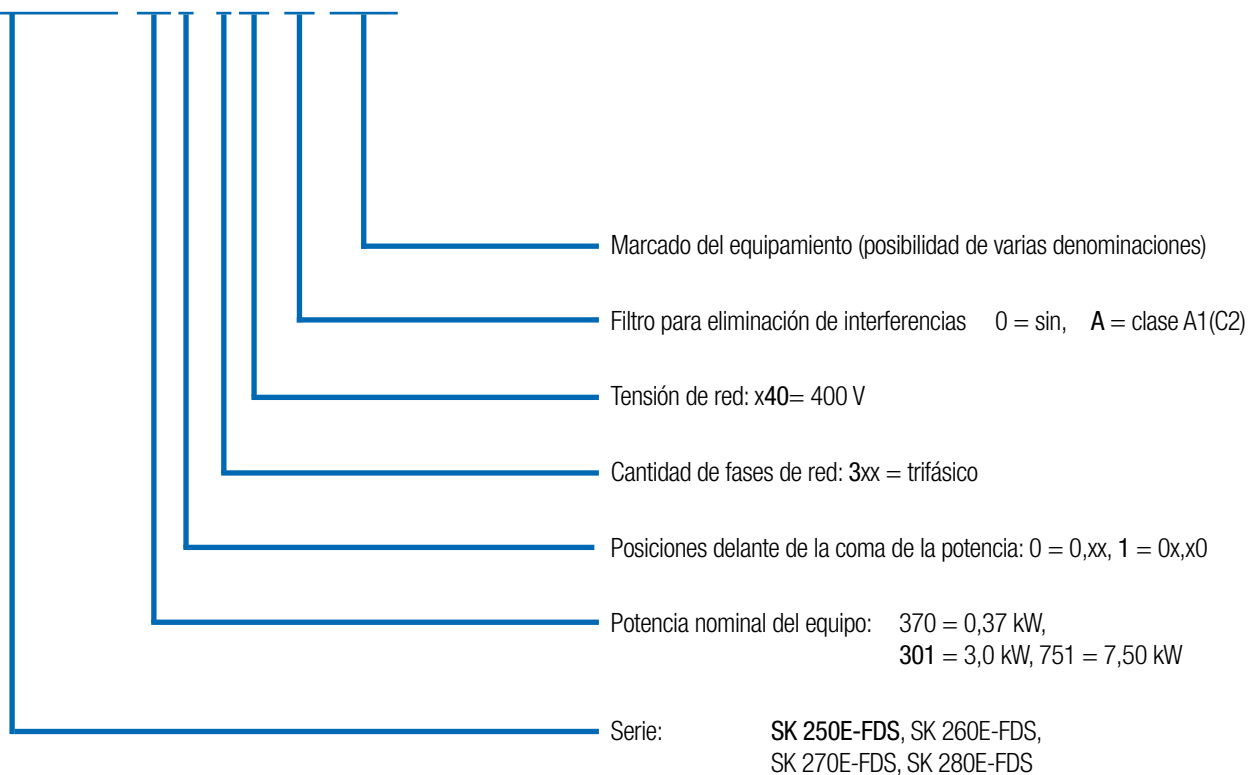 Marcado del equipamiento (posibilidad de varias denominaciones)
Filtro para eliminación de interferencias 0 = sin, A = clase A1(C2)
Tensión de red: x40= 400 V
Cantidad de fases de red: 3xx = trifásico
Posiciones delante de la coma de la potencia: 0 = 0,xx, 1 = 0x,x0
Potencia nominal del equipo: 370 = 0,37 kW,
301 = 3,0 kW, 751 = 7,50 kW
Serie: SK 250E-FDS, SK 260E-FDS,
SK 270E-FDS, SK 280E-FDS